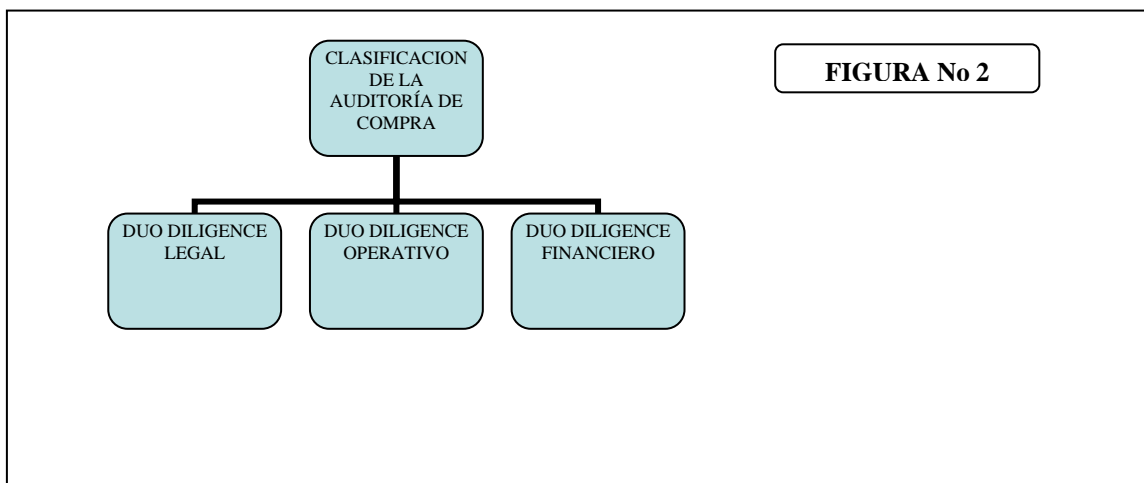 CLASIFICACION
DE LA
AUDITORÍA DE
COMPRA
FIGURA No 2
DUO DILIGENCE
LEGAL
DUO DILIGENCE
OPERATIVO
DUO DILIGENCE
FINANCIERO